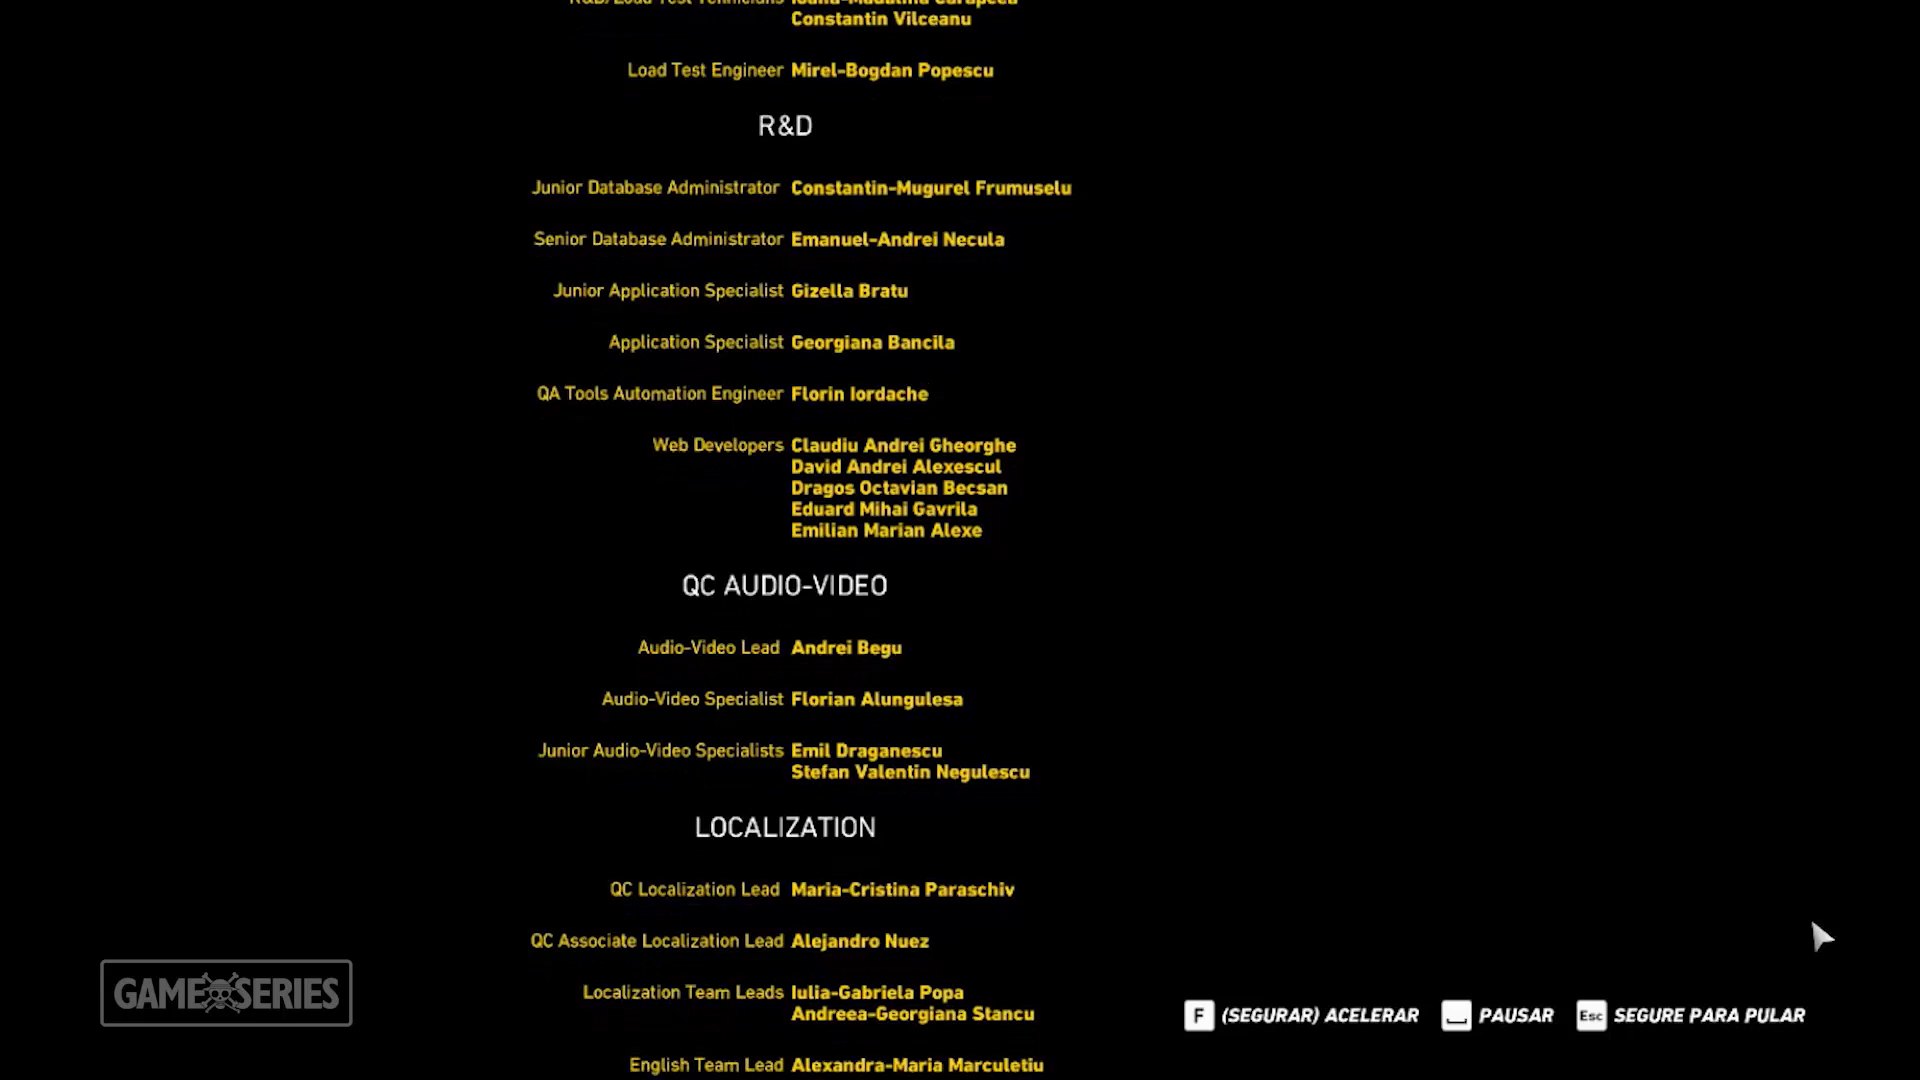 Constantin Vilceanu
Load Test Engineer Mirel-Bogdan Popescu
R&D
Junior Database Administrator Constantin-Mugurel Frumuselu
Senior Database Administrator Emanuel-Andrei Necula
Junior Application Specialist Gizella Bratu
Application Specialist Georgiana Bancila
QA Tools Automation Engineer Florin Iordache
Web Developers Claudiu Andrei Gheorghe
David Andrei Alexescul
Dragos Octavian Becsan
Eduard Mihai Gavrila
Emilian Marian Alexe
QC AUDIO-VIDEO
Audio-Video Lead Andrei Begu
Audio-Video Specialist Florian Alungulesa
Junior Audio-Video Specialists Emil Draganescu
Stefan Valentin Negulescu
LOCALIZATION
QC Localization Lead Maria-Cristina Paraschiv
QC Associate Localization Lead Alejandro Nuez
Localization Team Leads Iulia-Gabriela Popa
Andreea-Georgiana Stancu
English Team Lead Alexandra-Maria Marculetiu
GAME SERIES
F (SEGURAR) ACELERAR PAUSAR Esc SEGURE PARA PULAR